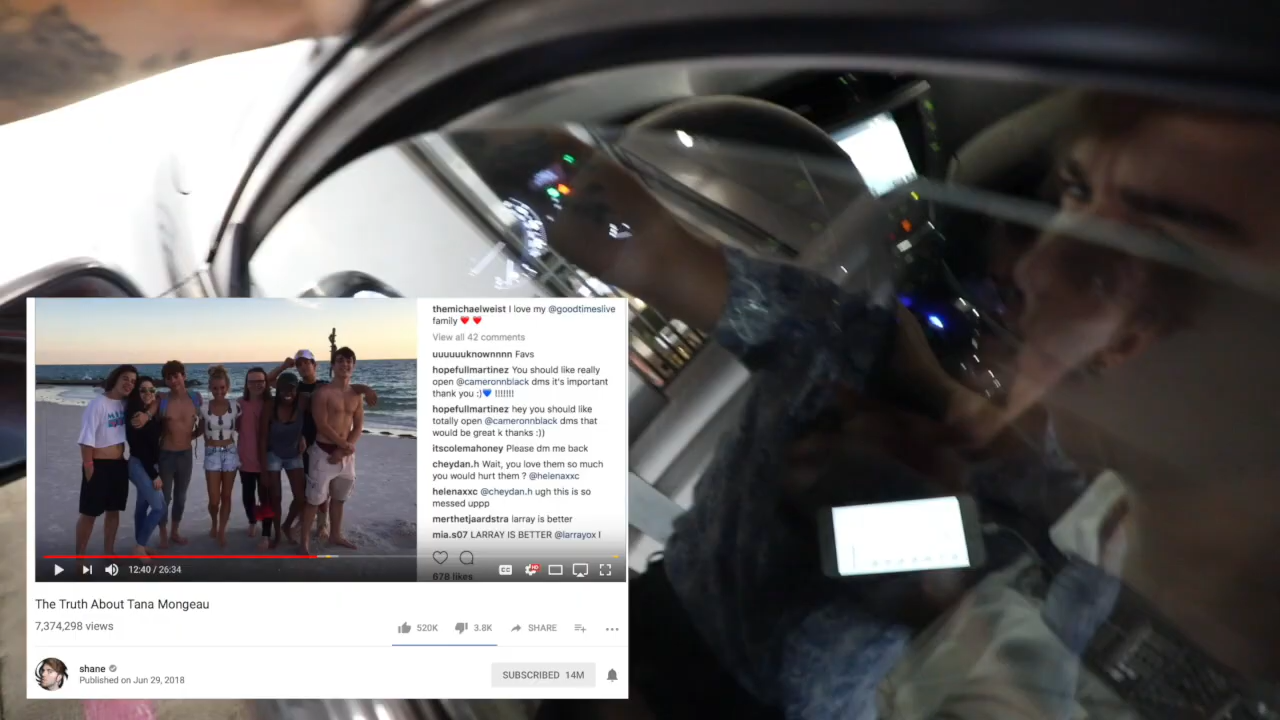 themichaelweist I love my @goodtimeslive
family ❤️ ❤️
View all 42 comments
uuuuuuknownnnn Favs
hopefullmartinez You should like really
open @cameronnblack dms it's important
thank you :)💙 !!!!!!!
hopefullmartinez hey you should like
totally open @cameronnblack dms that
would be great k thanks :))
itscolemahoney Please dm me back
cheydan.h Wait, you love them so much
you would hurt them ? @helenaxxc
helenaxxc @cheydan.h ugh this is so
messed uppp
merthetjaardstra larray is better
mia.s07 LARRAY IS BETTER @larrayox I
678 likes
12:40 / 26:34
CC
HD
The Truth About Tana Mongeau
7,374,298 views
520K
3.8K
SHARE
shane
Published on Jun 29, 2018
SUBSCRIBED 14M